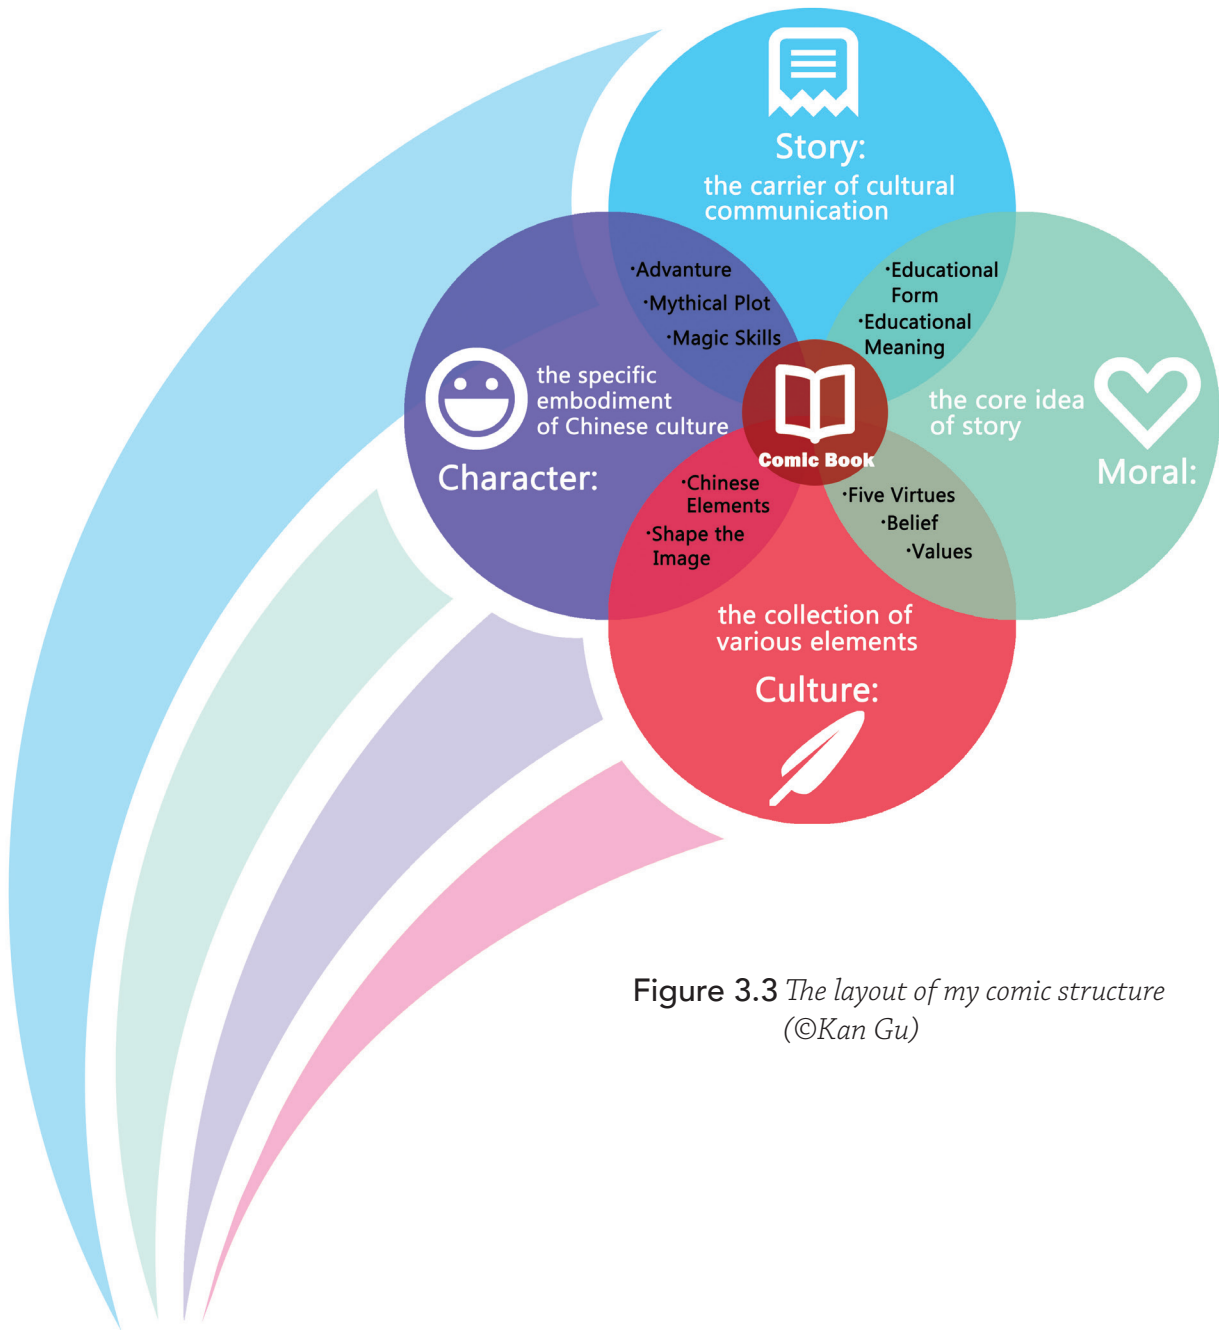 Story:
the carrier of cultural
communication
·Advanture
·Mythical Plot
·Magic Skills
·Educational
Form
·Educational
Meaning
the specific
embodiment
of Chinese culture
Character:
Comic Book
the core idea
of story
Moral:
·Chinese
Elements
·Shape the
Image
·Five Virtues
·Belief
·Values
the collection of
various elements
Culture:
Figure 3.3 The layout of my comic structure
(©Kan Gu)